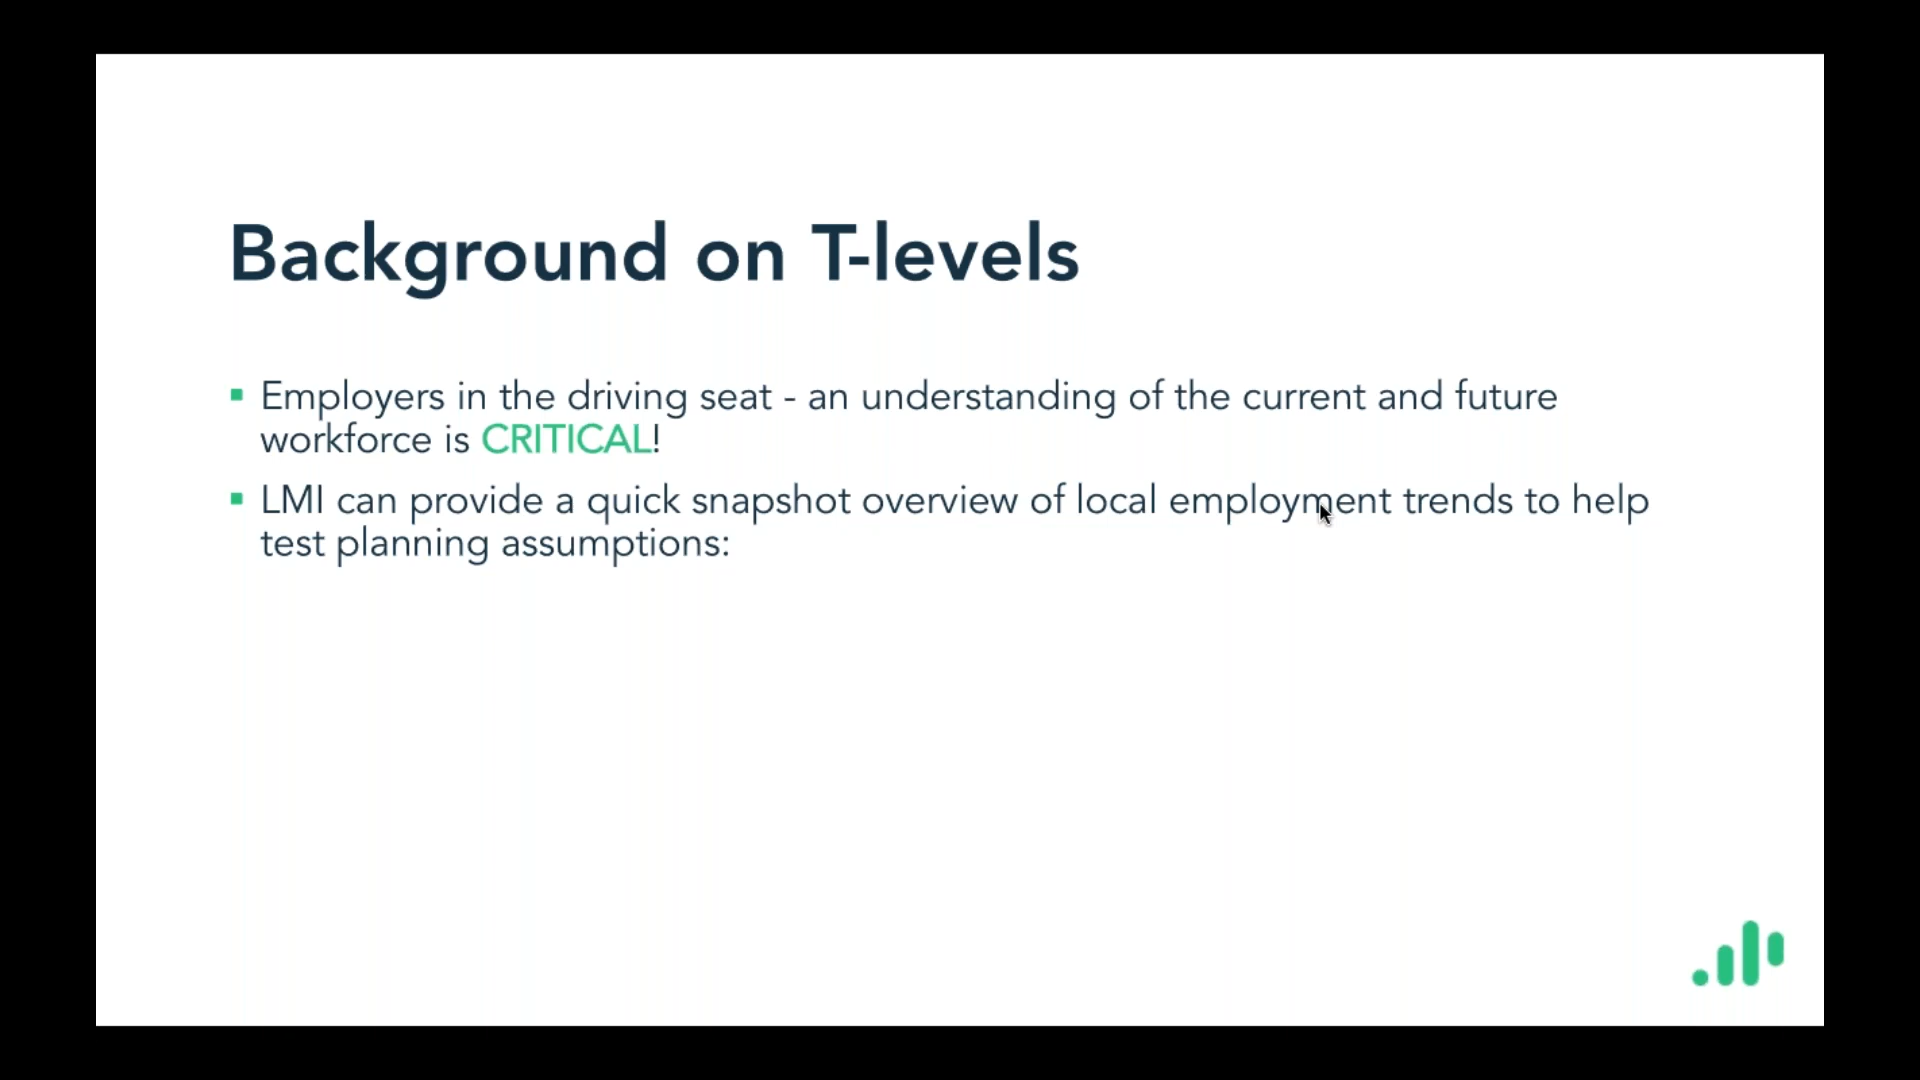 Background on T-levels
Employers in the driving seat - an understanding of the current and future
workforce is CRITICAL!
LMI can provide a quick snapshot overview of local employment trends to help
test planning assumptions: